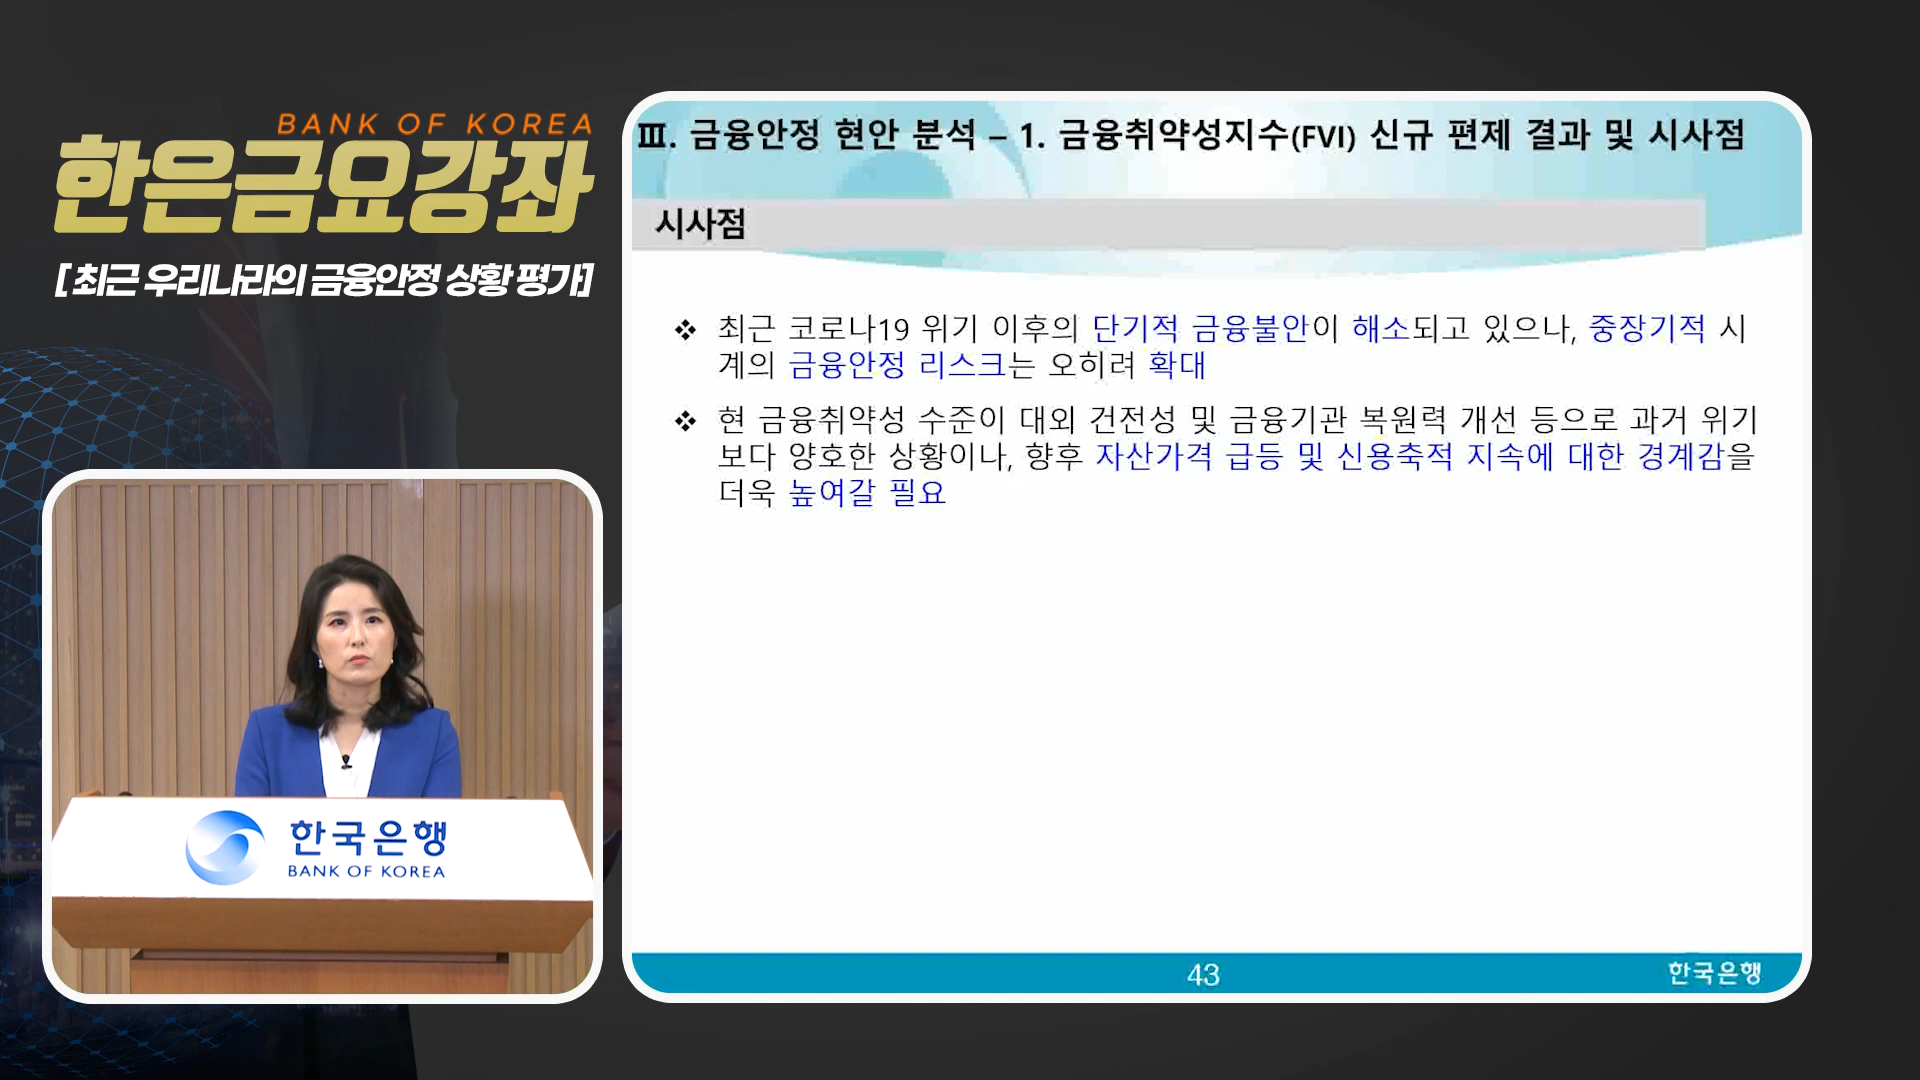 BANK OF KOREA
한은금요강좌
[ 최근 우리나라의 금융안정 상황 평가]
한국은행
BANK OF KOREA
Ⅲ. 금융안정 현안 분석 – 1. 금융취약성지수(FVI) 신규 편제 결과 및 시사점
시사점
❖ 최근 코로나19 위기 이후의 단기적 금융불안이 해소되고 있으나, 중장기적 시
계의 금융안정 리스크는 오히려 확대
❖ 현 금융취약성 수준이 대외 건전성 및 금융기관 복원력 개선 등으로 과거 위기
보다 양호한 상황이나, 향후 자산가격 급등 및 신용축적 지속에 대한 경계감을
더욱 높여갈 필요
43
한국은행